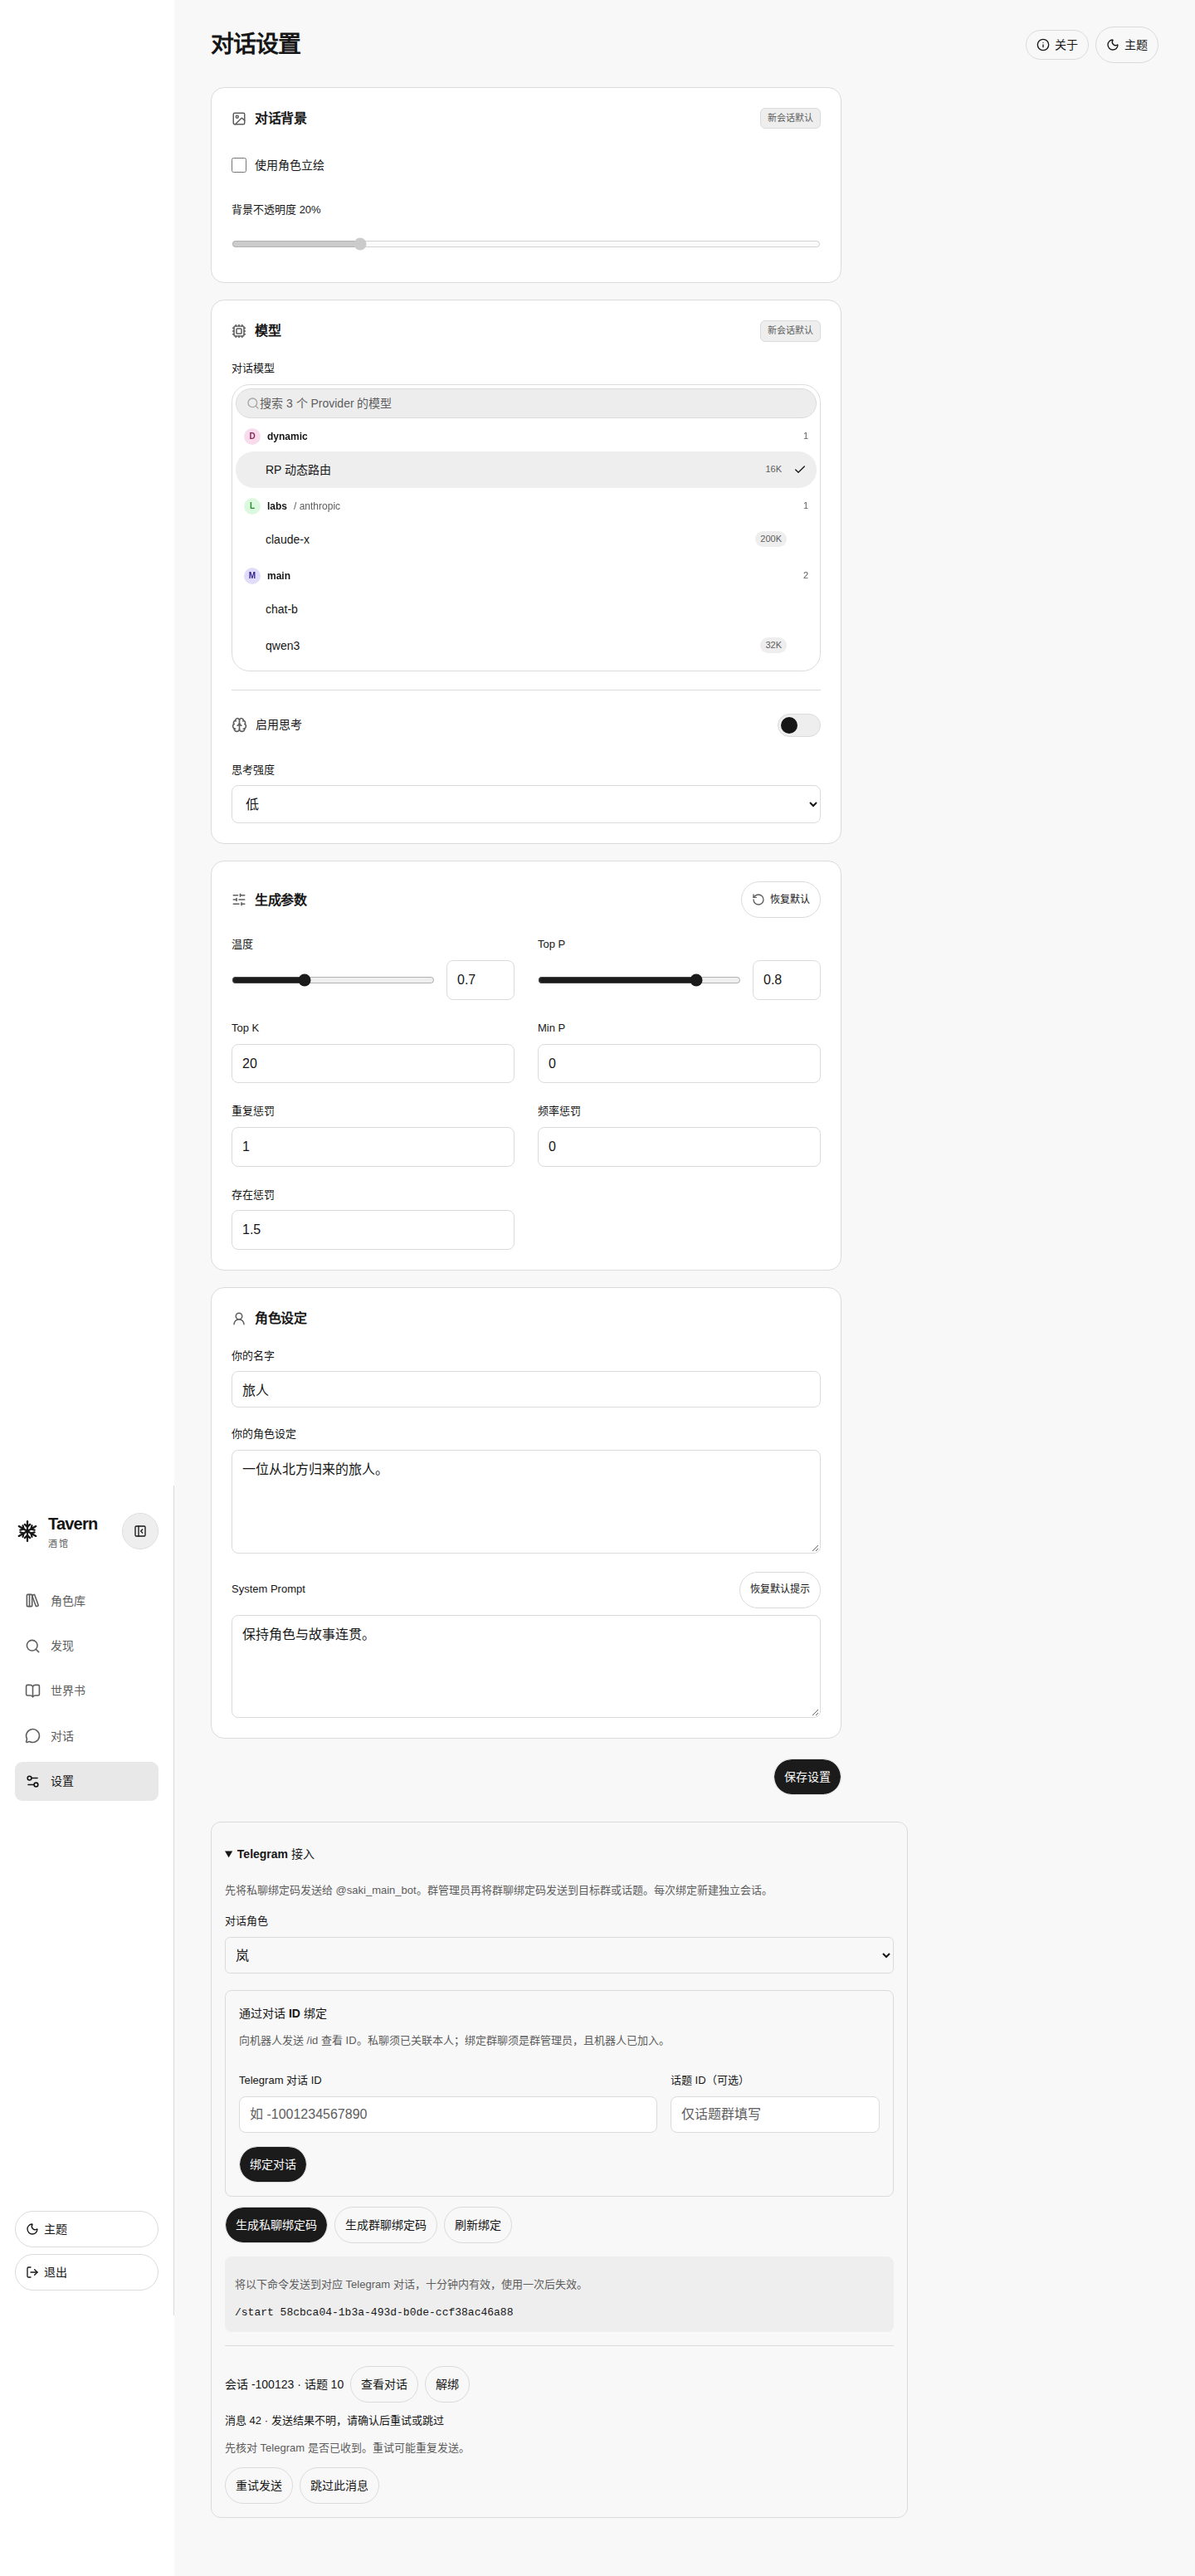 对话设置
关于
主题
对话背景
新会话默认
使用角色立绘
背景不透明度 20%
模型
新会话默认
对话模型
搜索 3 个 Provider 的模型
D dynamic 1
RP 动态路由 16K
L labs / anthropic 1
claude-x 200K
M main 2
chat-b
qwen3 32K
启用思考
思考强度
低
生成参数
恢复默认
温度 Top P
0.7 0.8
Top K Min P
20 0
重复惩罚 频率惩罚
1 0
存在惩罚
1.5
角色设定
你的名字
旅人
你的角色设定
一位从北方归来的旅人。
System Prompt
恢复默认提示
保持角色与故事连贯。
保存设置
Tavern
酒馆
角色库
发现
世界书
对话
设置
主题
退出
Telegram 接入
先将私聊绑定码发送给 @saki_main_bot。群管理员再将群聊绑定码发送到目标群或话题。每次绑定新建独立会话。
对话角色
岚
通过对话 ID 绑定
向机器人发送 /id 查看 ID。私聊须已关联本人；绑定群聊须是群管理员，且机器人已加入。
Telegram 对话 ID 话题 ID（可选）
如 -1001234567890 仅话题群填写
绑定对话
生成私聊绑定码 生成群聊绑定码 刷新绑定
将以下命令发送到对应 Telegram 对话，十分钟内有效，使用一次后失效。
/start 58cbca04-1b3a-493d-b0de-ccf38ac46a88
会话 -100123 · 话题 10 查看对话 解绑
消息 42 · 发送结果不明，请确认后重试或跳过
先核对 Telegram 是否已收到。重试可能重复发送。
重试发送 跳过此消息